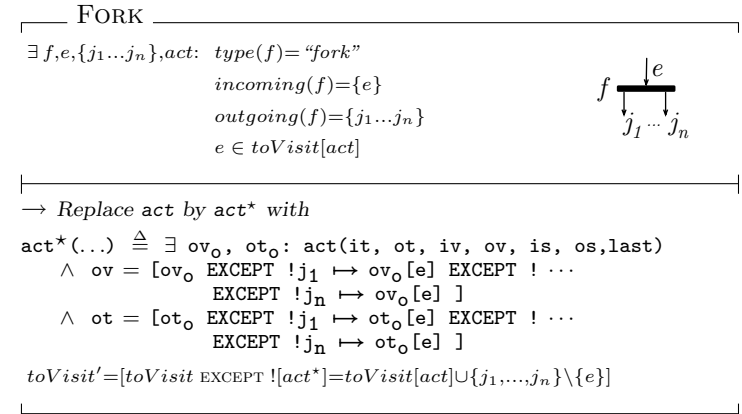 FORK
∃ f,e,{j₁...jₙ},act: type(f)= “fork”
incoming(f)={e}
outgoing(f)={j₁...jₙ}
e ∈ toVisit[act]
e
f
j₁ ... jₙ
→ Replace act by act⋆ with
act⋆(...) ≜ ∃ ovₒ, otₒ: act(it, ot, iv, ov, is, os,last)
∧ ov = [ovₒ EXCEPT !j₁ ↦ ovₒ[e] EXCEPT ! ···
EXCEPT !jₙ ↦ ovₒ[e] ]
∧ ot = [otₒ EXCEPT !j₁ ↦ otₒ[e] EXCEPT ! ···
EXCEPT !jₙ ↦ otₒ[e] ]
toVisit′=[toVisit EXCEPT ![act⋆]=toVisit[act]∪{j₁,...,jₙ}\{e}]